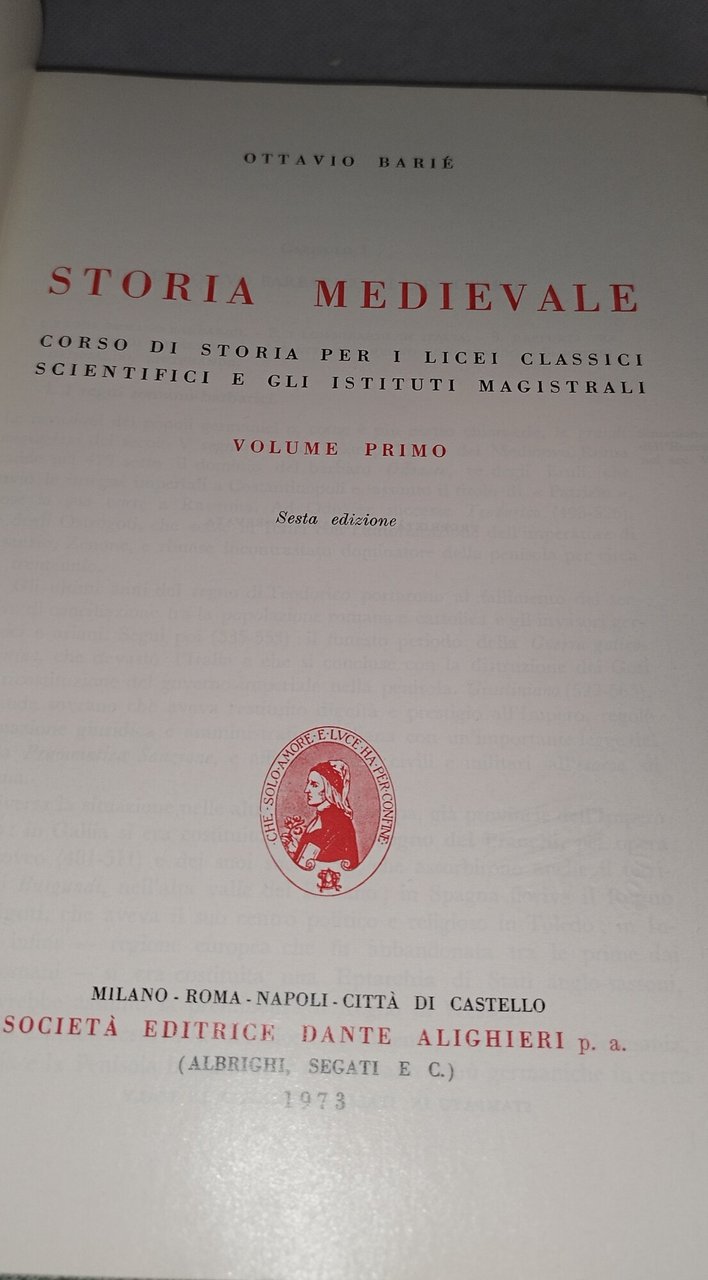 OTTAVIO BARIÉ
STORIA MEDIEVALE
CORSO DI STORIA PER I LICEI CLASSICI
SCIENTIFICI E GLI ISTITUTI MAGISTRALI
VOLUME PRIMO
Sesta edizione
·CHE·SOLO·AMORE·E·LVCE·HA·PER·CONFINE·
MILANO - ROMA - NAPOLI - CITTÀ DI CASTELLO
SOCIETÀ EDITRICE DANTE ALIGHIERI p. a.
(ALBRIGHI, SEGATI E C.)
1973